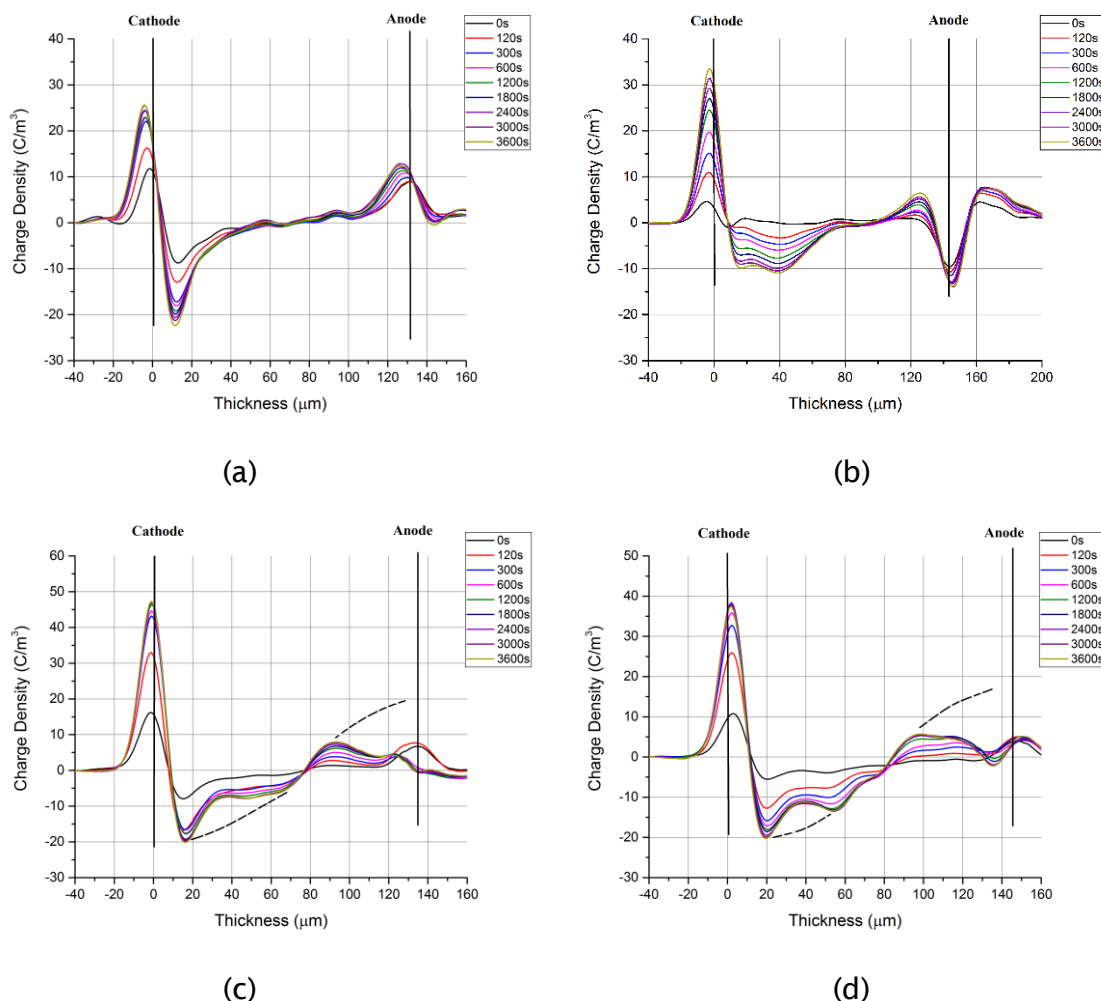 Cathode
Anode
40
30
20
10
0
-10
-20
-30
-40
-20
0
20
40
60
80
100
120
140
160
Charge Density (C/m³)
Thickness (μm)
0s
120s
300s
600s
1200s
1800s
2400s
3000s
3600s
(a)
Cathode
Anode
40
30
20
10
0
-10
-20
-30
-40
0
40
80
120
160
200
Charge Density (C/m³)
Thickness (μm)
0s
120s
300s
600s
1200s
1800s
2400s
3000s
3600s
(b)
Cathode
Anode
60
50
40
30
20
10
0
-10
-20
-30
-40
-20
0
20
40
60
80
100
120
140
160
Charge Density (C/m³)
Thickness (μm)
0s
120s
300s
600s
1200s
1800s
2400s
3000s
3600s
(c)
Cathode
Anode
50
40
30
20
10
0
-10
-20
-30
-40
-20
0
20
40
60
80
100
120
140
160
Charge Density (C/m³)
Thickness (μm)
0s
120s
300s
600s
1200s
1800s
2400s
3000s
3600s
(d)